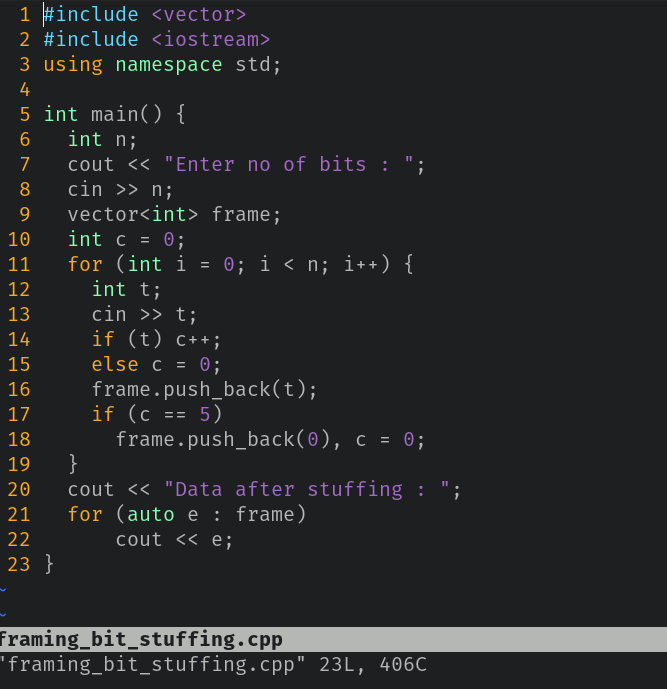 1 #include <vector>
2 #include <iostream>
3 using namespace std;
4
5 int main() {
6   int n;
7   cout << "Enter no of bits : ";
8   cin >> n;
9   vector<int> frame;
10   int c = 0;
11   for (int i = 0; i < n; i++) {
12     int t;
13     cin >> t;
14     if (t) c++;
15     else c = 0;
16     frame.push_back(t);
17     if (c == 5)
18       frame.push_back(0), c = 0;
19   }
20   cout << "Data after stuffing : ";
21   for (auto e : frame)
22       cout << e;
23 }
~
~
framing_bit_stuffing.cpp
"framing_bit_stuffing.cpp" 23L, 406C